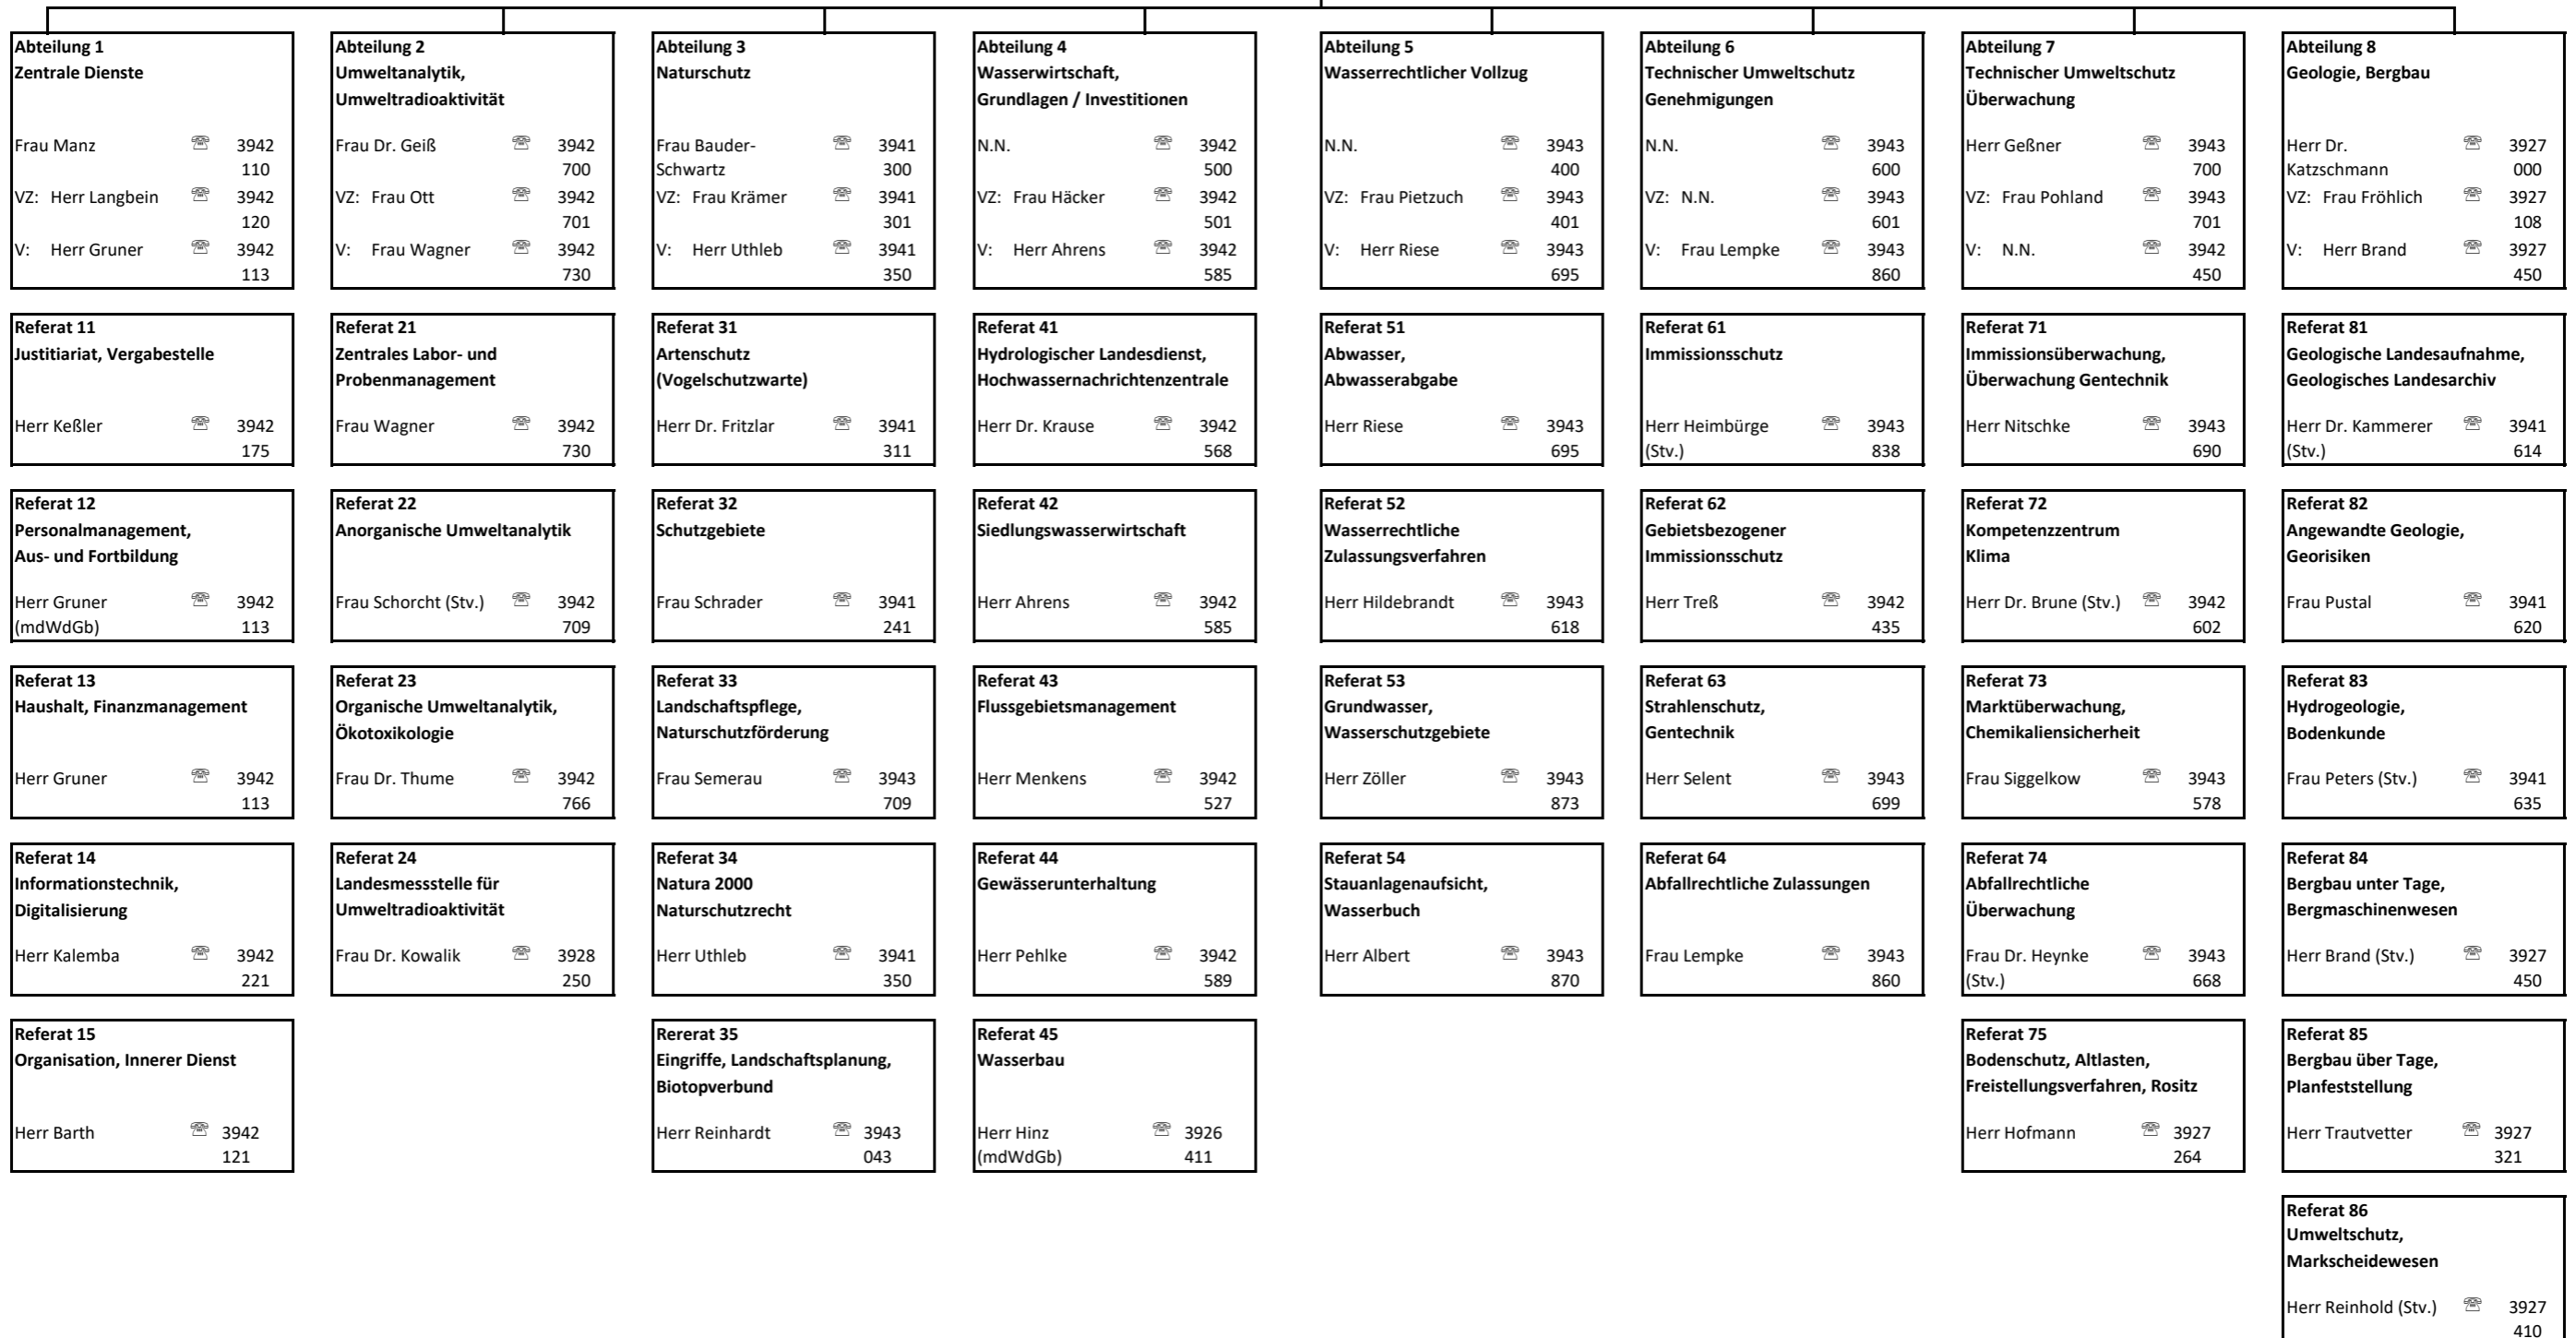 Abteilung 1
Zentrale Dienste
Frau Manz ☏ 3942
110
VZ: Herr Langbein ☏ 3942
120
V: Herr Gruner ☏ 3942
113
Referat 11
Justitiariat, Vergabestelle
Herr Keßler ☏ 3942
175
Referat 12
Personalmanagement,
Aus- und Fortbildung
Herr Gruner ☏ 3942
(mdWdGb) 113
Referat 13
Haushalt, Finanzmanagement
Herr Gruner ☏ 3942
113
Referat 14
Informationstechnik,
Digitalisierung
Herr Kalemba ☏ 3942
221
Referat 15
Organisation, Innerer Dienst
Herr Barth ☏ 3942
121
Abteilung 2
Umweltanalytik,
Umweltradioaktivität
Frau Dr. Geiß ☏ 3942
700
VZ: Frau Ott ☏ 3942
701
V: Frau Wagner ☏ 3942
730
Referat 21
Zentrales Labor- und
Probenmanagement
Frau Wagner ☏ 3942
730
Referat 22
Anorganische Umweltanalytik
Frau Schorcht (Stv.) ☏ 3942
709
Referat 23
Organische Umweltanalytik,
Ökotoxikologie
Frau Dr. Thume ☏ 3942
766
Referat 24
Landesmessstelle für
Umweltradioaktivität
Frau Dr. Kowalik ☏ 3928
250
Abteilung 3
Naturschutz
Frau Bauder- ☏ 3941
Schwartz 300
VZ: Frau Krämer ☏ 3941
301
V: Herr Uthleb ☏ 3941
350
Referat 31
Artenschutz
(Vogelschutzwarte)
Herr Dr. Fritzlar ☏ 3941
311
Referat 32
Schutzgebiete
Frau Schrader ☏ 3941
241
Referat 33
Landschaftspflege,
Naturschutzförderung
Frau Semerau ☏ 3943
709
Referat 34
Natura 2000
Naturschutzrecht
Herr Uthleb ☏ 3941
350
Rererat 35
Eingriffe, Landschaftsplanung,
Biotopverbund
Herr Reinhardt ☏ 3943
043
Abteilung 4
Wasserwirtschaft,
Grundlagen / Investitionen
N.N. ☏ 3942
500
VZ: Frau Häcker ☏ 3942
501
V: Herr Ahrens ☏ 3942
585
Referat 41
Hydrologischer Landesdienst,
Hochwassernachrichtenzentrale
Herr Dr. Krause ☏ 3942
568
Referat 42
Siedlungswasserwirtschaft
Herr Ahrens ☏ 3942
585
Referat 43
Flussgebietsmanagement
Herr Menkens ☏ 3942
527
Referat 44
Gewässerunterhaltung
Herr Pehlke ☏ 3942
589
Referat 45
Wasserbau
Herr Hinz ☏ 3926
(mdWdGb) 411
Abteilung 5
Wasserrechtlicher Vollzug
N.N. ☏ 3943
400
VZ: Frau Pietzuch ☏ 3943
401
V: Herr Riese ☏ 3943
695
Referat 51
Abwasser,
Abwasserabgabe
Herr Riese ☏ 3943
695
Referat 52
Wasserrechtliche
Zulassungsverfahren
Herr Hildebrandt ☏ 3943
618
Referat 53
Grundwasser,
Wasserschutzgebiete
Herr Zöller ☏ 3943
873
Referat 54
Stauanlagenaufsicht,
Wasserbuch
Herr Albert ☏ 3943
870
Abteilung 6
Technischer Umweltschutz
Genehmigungen
N.N. ☏ 3943
600
VZ: N.N. ☏ 3943
601
V: Frau Lempke ☏ 3943
860
Referat 61
Immissionsschutz
Herr Heimbürge ☏ 3943
(Stv.) 838
Referat 62
Gebietsbezogener
Immissionsschutz
Herr Treß ☏ 3942
435
Referat 63
Strahlenschutz,
Gentechnik
Herr Selent ☏ 3943
699
Referat 64
Abfallrechtliche Zulassungen
Frau Lempke ☏ 3943
860
Abteilung 7
Technischer Umweltschutz
Überwachung
Herr Geßner ☏ 3943
700
VZ: Frau Pohland ☏ 3943
701
V: N.N. ☏ 3942
450
Referat 71
Immissionsüberwachung,
Überwachung Gentechnik
Herr Nitschke ☏ 3943
690
Referat 72
Kompetenzzentrum
Klima
Herr Dr. Brune (Stv.) ☏ 3942
602
Referat 73
Marktüberwachung,
Chemikaliensicherheit
Frau Siggelkow ☏ 3943
578
Referat 74
Abfallrechtliche
Überwachung
Frau Dr. Heynke ☏ 3943
(Stv.) 668
Referat 75
Bodenschutz, Altlasten,
Freistellungsverfahren, Rositz
Herr Hofmann ☏ 3927
264
Abteilung 8
Geologie, Bergbau
Herr Dr. ☏ 3927
Katzschmann 000
VZ: Frau Fröhlich ☏ 3927
108
V: Herr Brand ☏ 3927
450
Referat 81
Geologische Landesaufnahme,
Geologisches Landesarchiv
Herr Dr. Kammerer ☏ 3941
(Stv.) 614
Referat 82
Angewandte Geologie,
Georisiken
Frau Pustal ☏ 3941
620
Referat 83
Hydrogeologie,
Bodenkunde
Frau Peters (Stv.) ☏ 3941
635
Referat 84
Bergbau unter Tage,
Bergmaschinenwesen
Herr Brand (Stv.) ☏ 3927
450
Referat 85
Bergbau über Tage,
Planfeststellung
Herr Trautvetter ☏ 3927
321
Referat 86
Umweltschutz,
Markscheidewesen
Herr Reinhold (Stv.) ☏ 3927
410